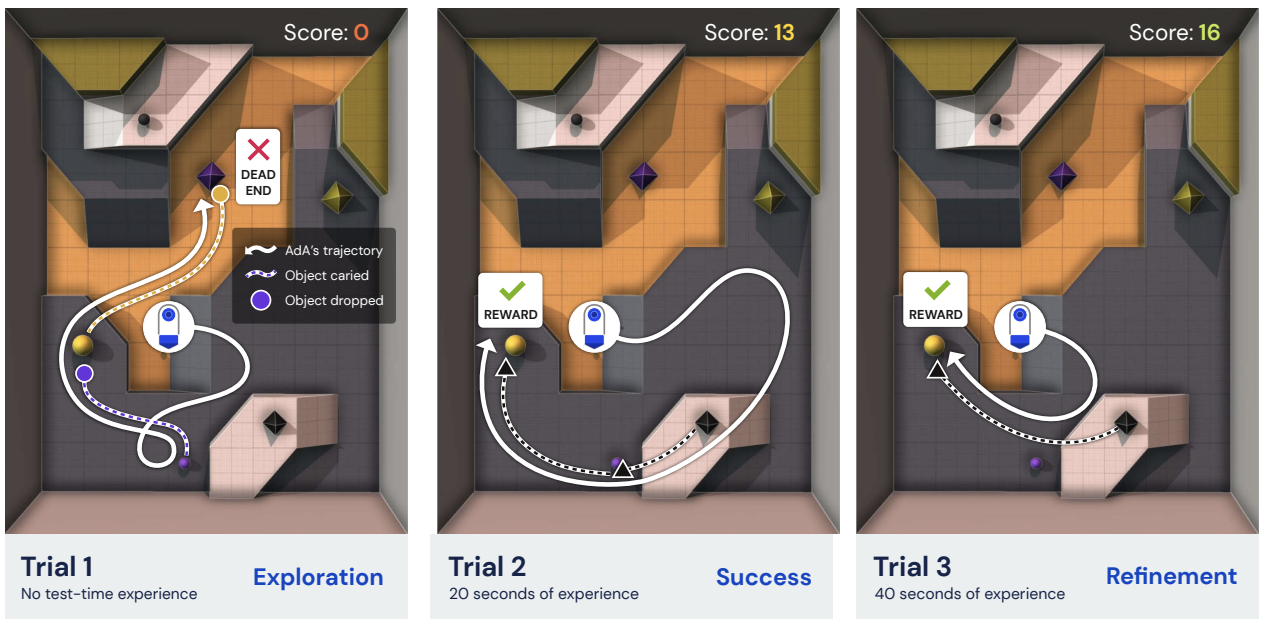 Score: 0
DEAD
END
AdA's trajectory
Object caried
Object dropped
Trial 1
No test-time experience
Exploration
Score: 13
REWARD
Trial 2
20 seconds of experience
Success
Score: 16
REWARD
Trial 3
40 seconds of experience
Refinement